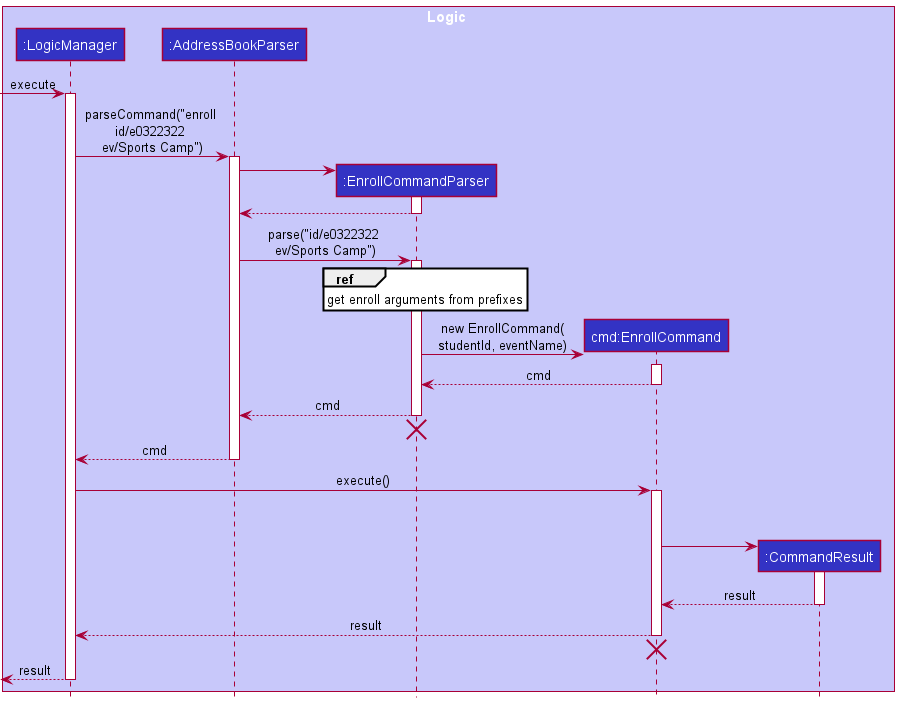 Logic
:LogicManager
:AddressBookParser
execute
parseCommand("enroll
id/e0322322
ev/Sports Camp")
:EnrollCommandParser
parse("id/e0322322
ev/Sports Camp")
ref
get enroll arguments from prefixes
new EnrollCommand(
studentId, eventName)
cmd:EnrollCommand
cmd
cmd
cmd
execute()
:CommandResult
result
result
result